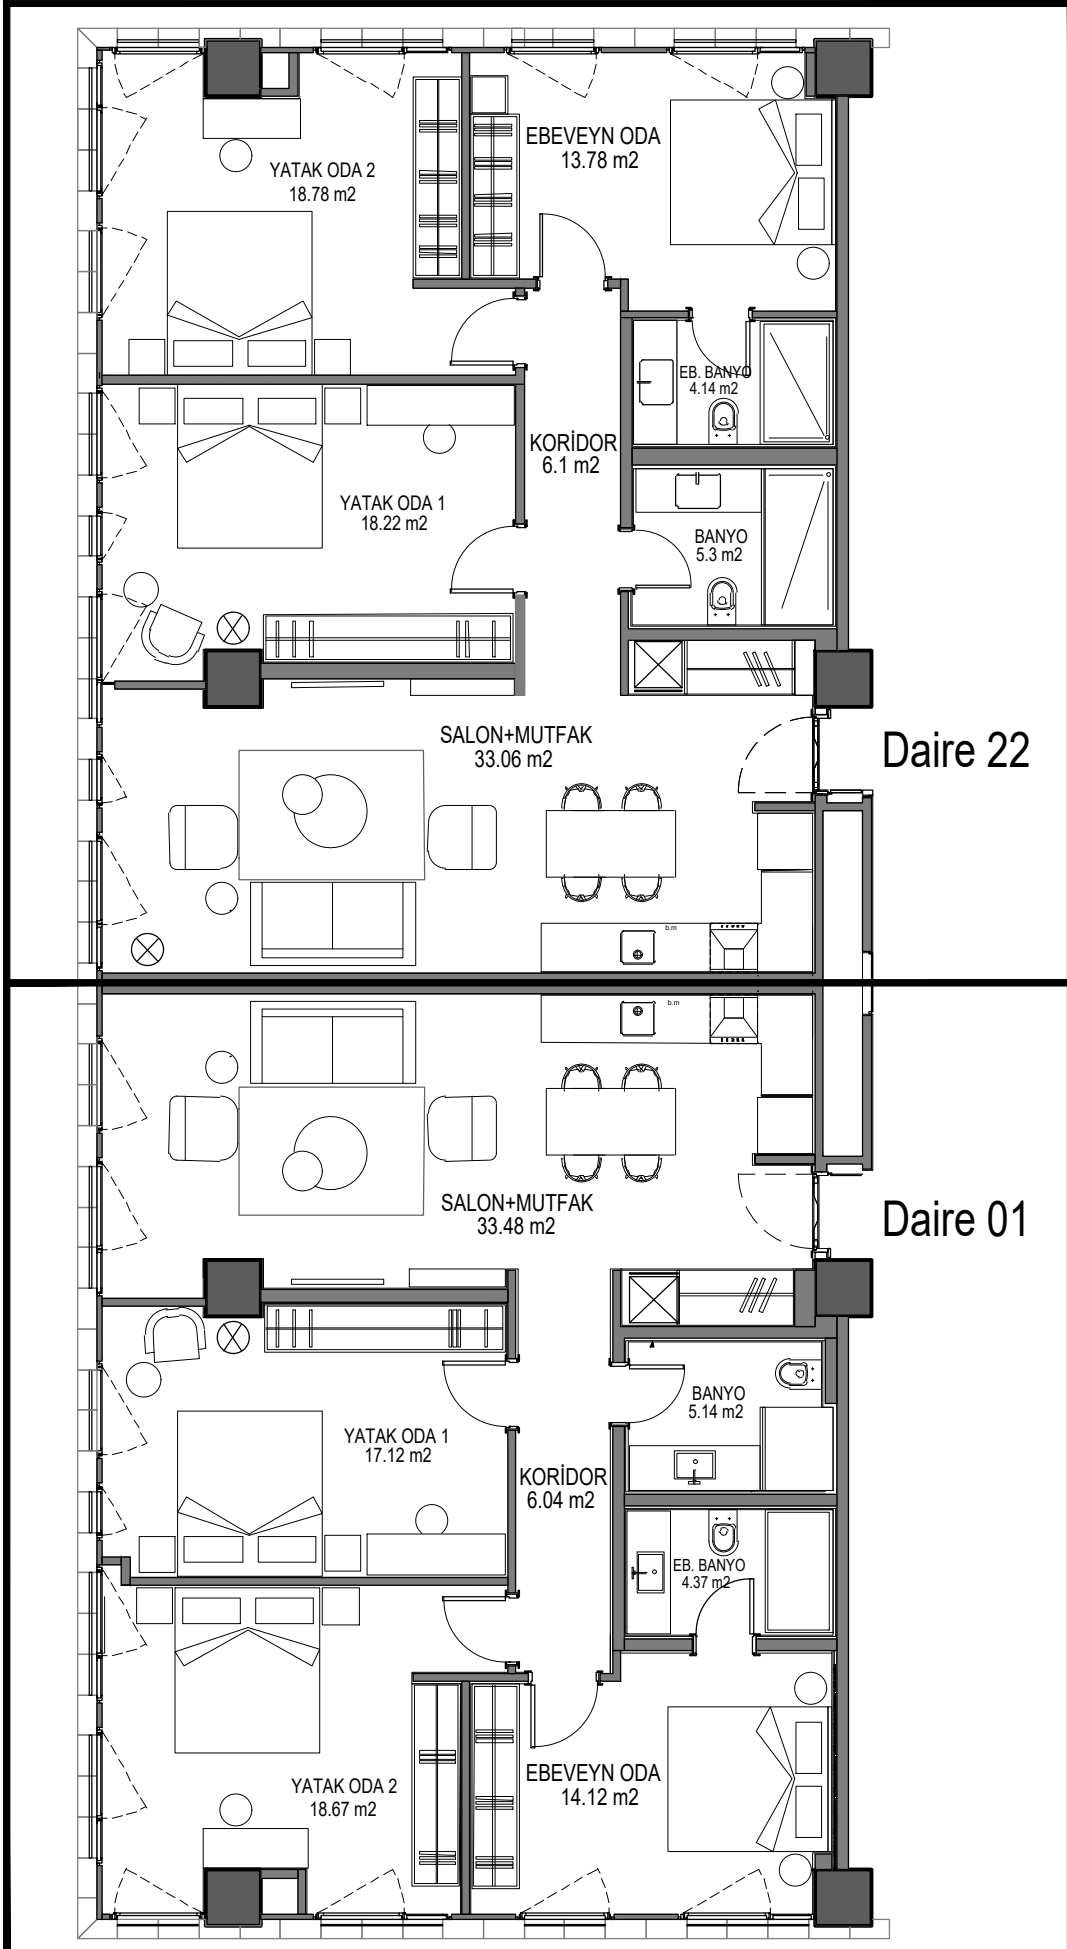 YATAK ODA 2
18.78 m2
EBEVEYN ODA
13.78 m2
EB. BANYO
4.14 m2
KORİDOR
6.1 m2
YATAK ODA 1
18.22 m2
BANYO
5.3 m2
SALON+MUTFAK
33.06 m2
Daire 22
b.m
b.m
SALON+MUTFAK
33.48 m2
Daire 01
BANYO
5.14 m2
YATAK ODA 1
17.12 m2
KORİDOR
6.04 m2
EB. BANYO
4.37 m2
EBEVEYN ODA
14.12 m2
YATAK ODA 2
18.67 m2